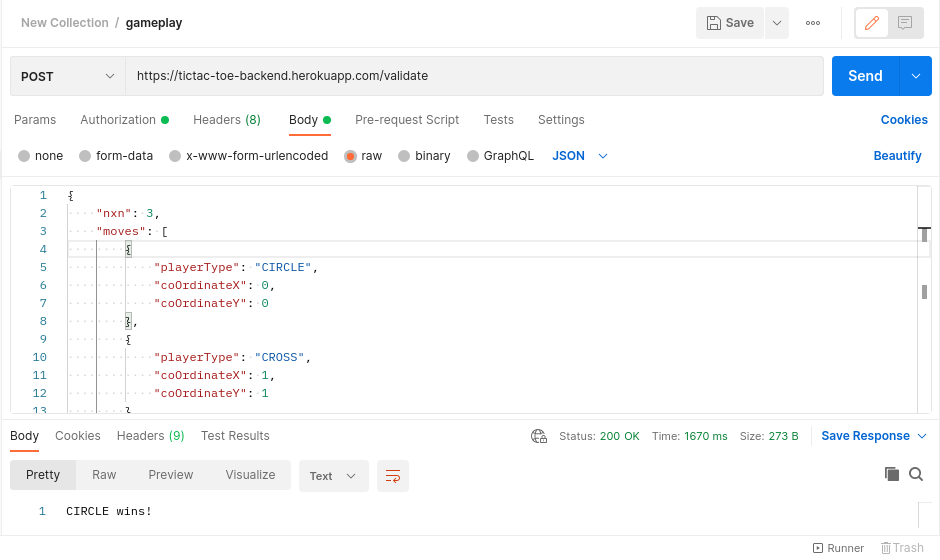 New Collection / gameplay Save ooo
POST https://tictac-toe-backend.herokuapp.com/validate Send
Params Authorization Headers (8) Body Pre-request Script Tests Settings Cookies
none form-data x-www-form-urlencoded raw binary GraphQL JSON Beautify
1 {
2 "nxn": 3,
3 "moves": [
4 {
5 "playerType": "CIRCLE",
6 "coOrdinateX": 0,
7 "coOrdinateY": 0
8 },
9 {
10 "playerType": "CROSS",
11 "coOrdinateX": 1,
12 "coOrdinateY": 1
13 }
Body Cookies Headers (9) Test Results Status: 200 OK Time: 1670 ms Size: 273 B Save Response
Pretty Raw Preview Visualize Text
1 CIRCLE wins!
Runner Trash